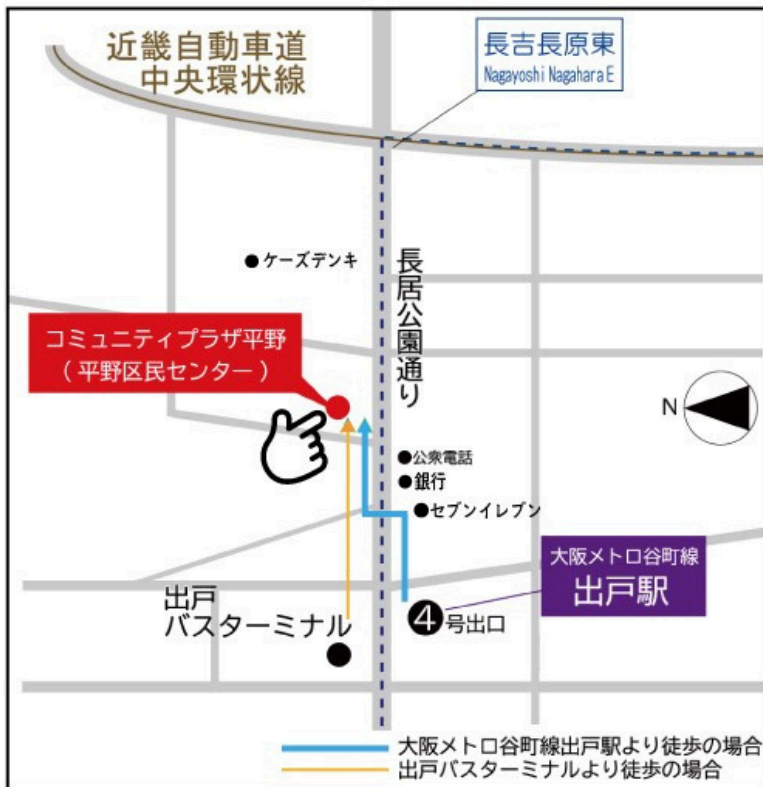 近畿自動車道
中央環状線
長吉長原東
Nagayoshi Nagahara E
ケーズデンキ
長居公園通り
コミュニティプラザ平野
(平野区民センター)
N
公衆電話
銀行
セブンイレブン
大阪メトロ谷町線
出戸駅
出戸
バスターミナル
4号出口
大阪メトロ谷町線出戸駅より徒歩の場合
出戸バスターミナルより徒歩の場合